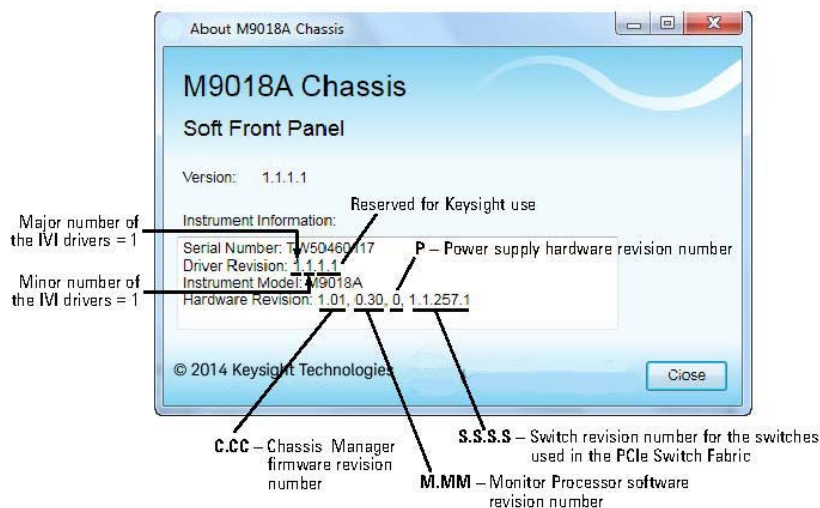 About M9018A Chassis
M9018A Chassis
Soft Front Panel
Version: 1.1.1.1
Reserved for Keysight use
Major number of
the IVI drivers = 1
Instrument Information:
P – Power supply hardware revision number
Serial Number:
Driver Revision: 1.1.1.1
Minor number of
the IVI drivers = 1
Instrument Model: M9018A
Hardware Revision: 1.01, 0.30, 0, 1.1.257.1
© 2014 Keysight Technologies
Close
C.CC – Chassis Manager
firmware revision
number
S.S.S.S – Switch revision number for the switches
used in the PCIe Switch Fabric
M.MM – Monitor Processor software
revision number